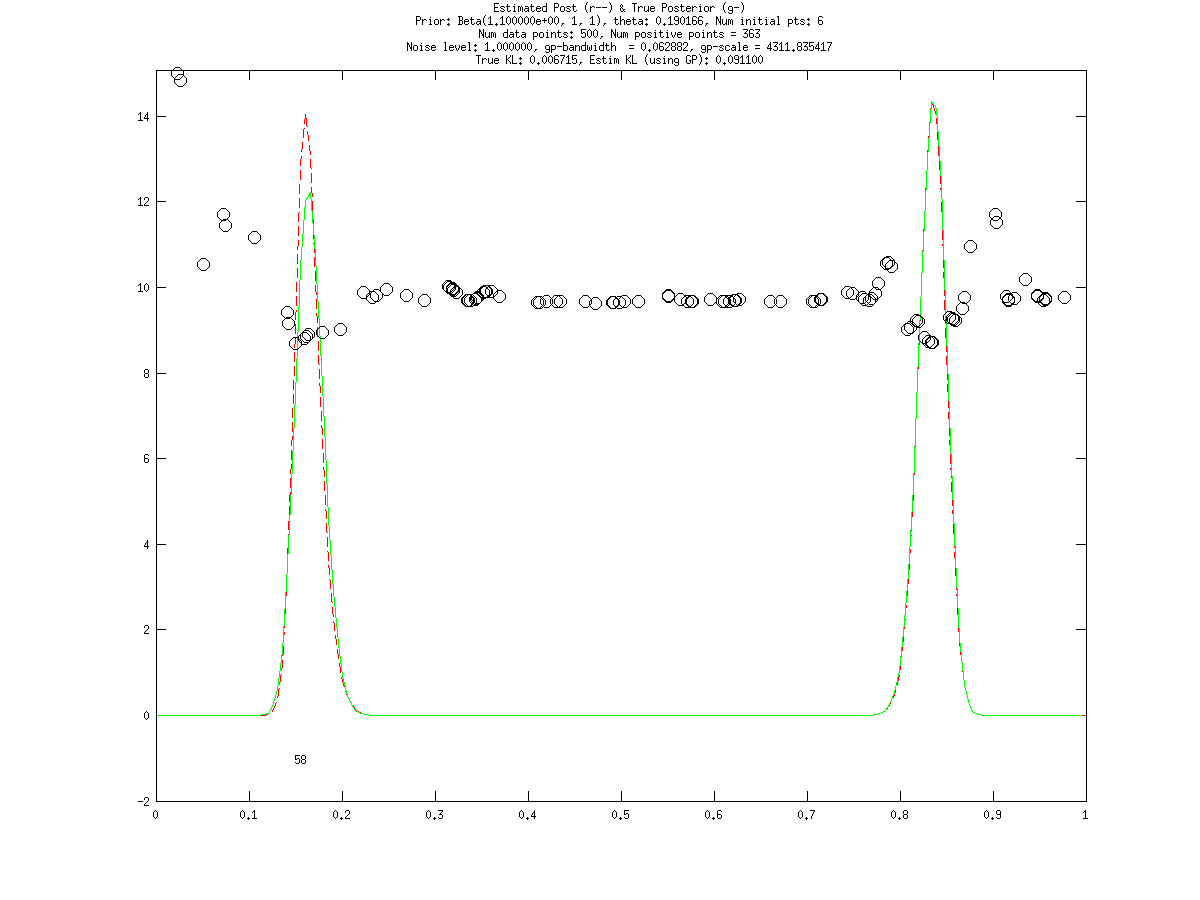 Estimated Post (r--) & True Posterior (g-)
Prior: Beta(1.100000e+00, 1, 1), theta: 0.190166, Num initial pts: 6
Num data points: 500, Num positive points = 363
Noise level: 1.000000, gp-bandwidth  = 0.062882, gp-scale = 4311.835417
True KL: 0.006715, Estim KL (using GP): 0.091100
14
12
10
8
6
4
2
0
58
-2
0 0.1 0.2 0.3 0.4 0.5 0.6 0.7 0.8 0.9 1